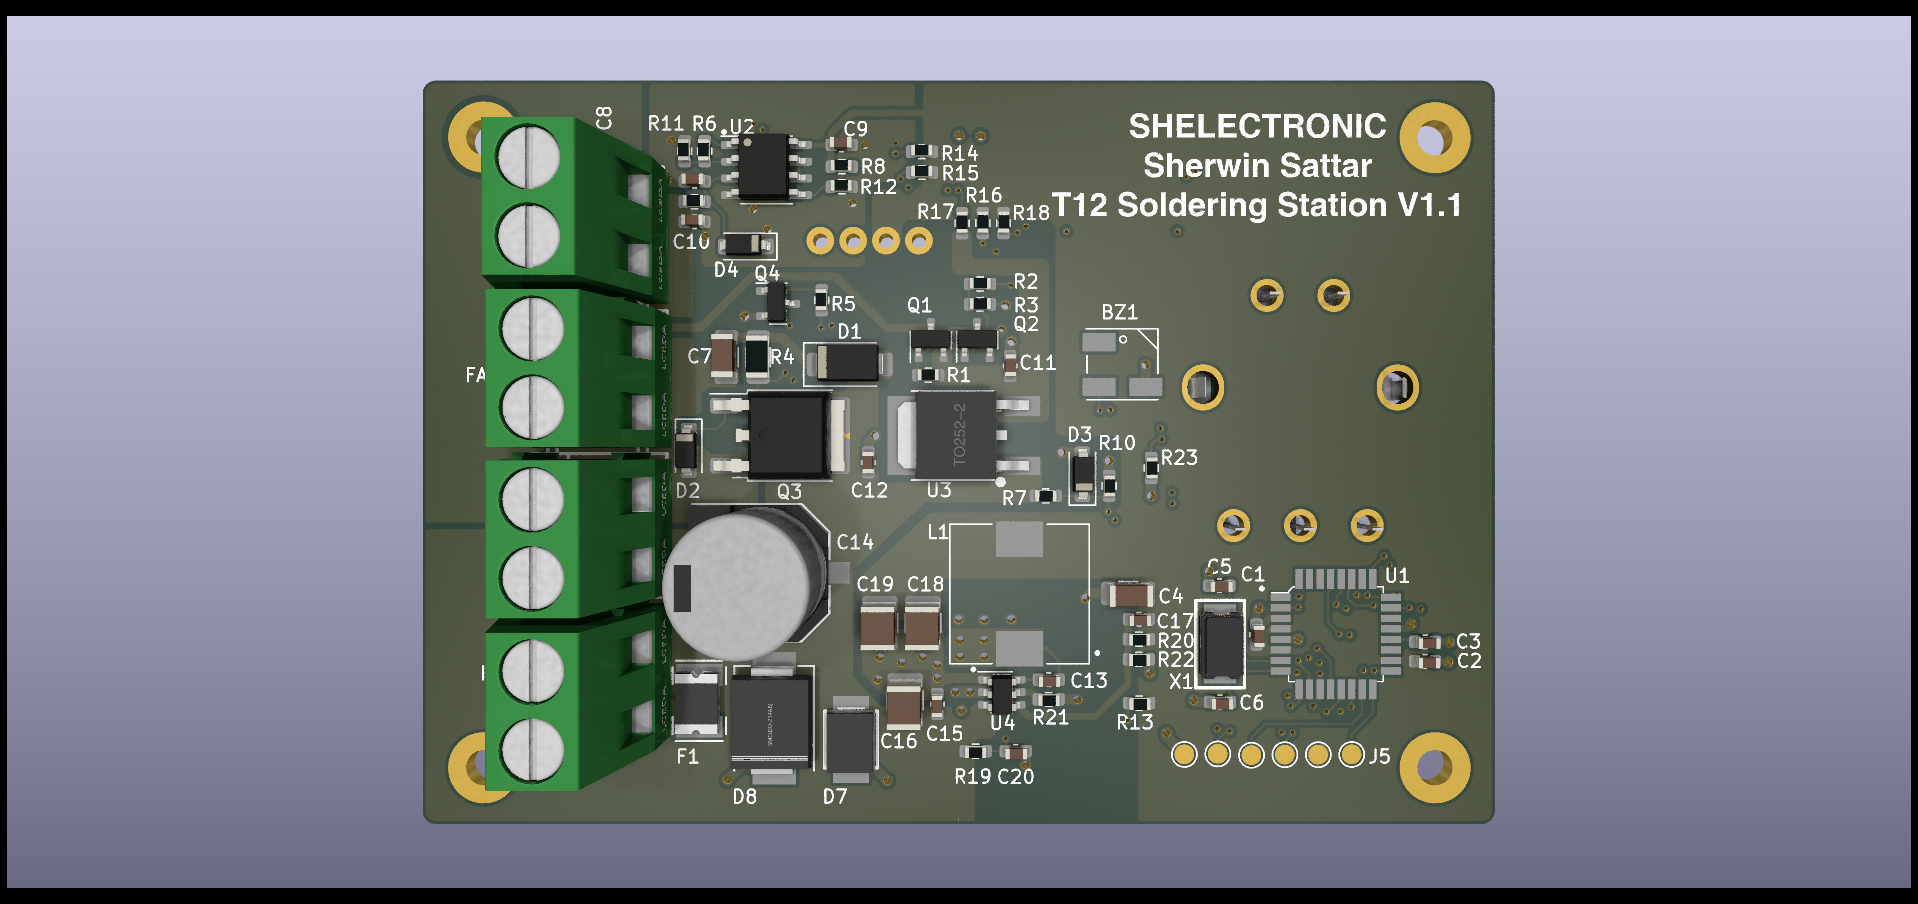 SHELECTRONIC
Sherwin Sattar
T12 Soldering Station V1.1
C8
R11 R6 U2 C9
R14
R8 R15
R12
R16
R17 R18
C10
D4
Q4
R2
R5 Q1 R3
Q2
BZ1
D1
C7 R4
C11
FA
R1
TO252-2
D3 R10
R23
D2 Q3 C12 U3
R7
L1
C14
C5 C1 U1
C19 C18
C4
C17
R20 C3
R22 C2
C13 X1
C6
U4 R21 R13
C16 C15
F1 J5
R19 C20
D8 D7